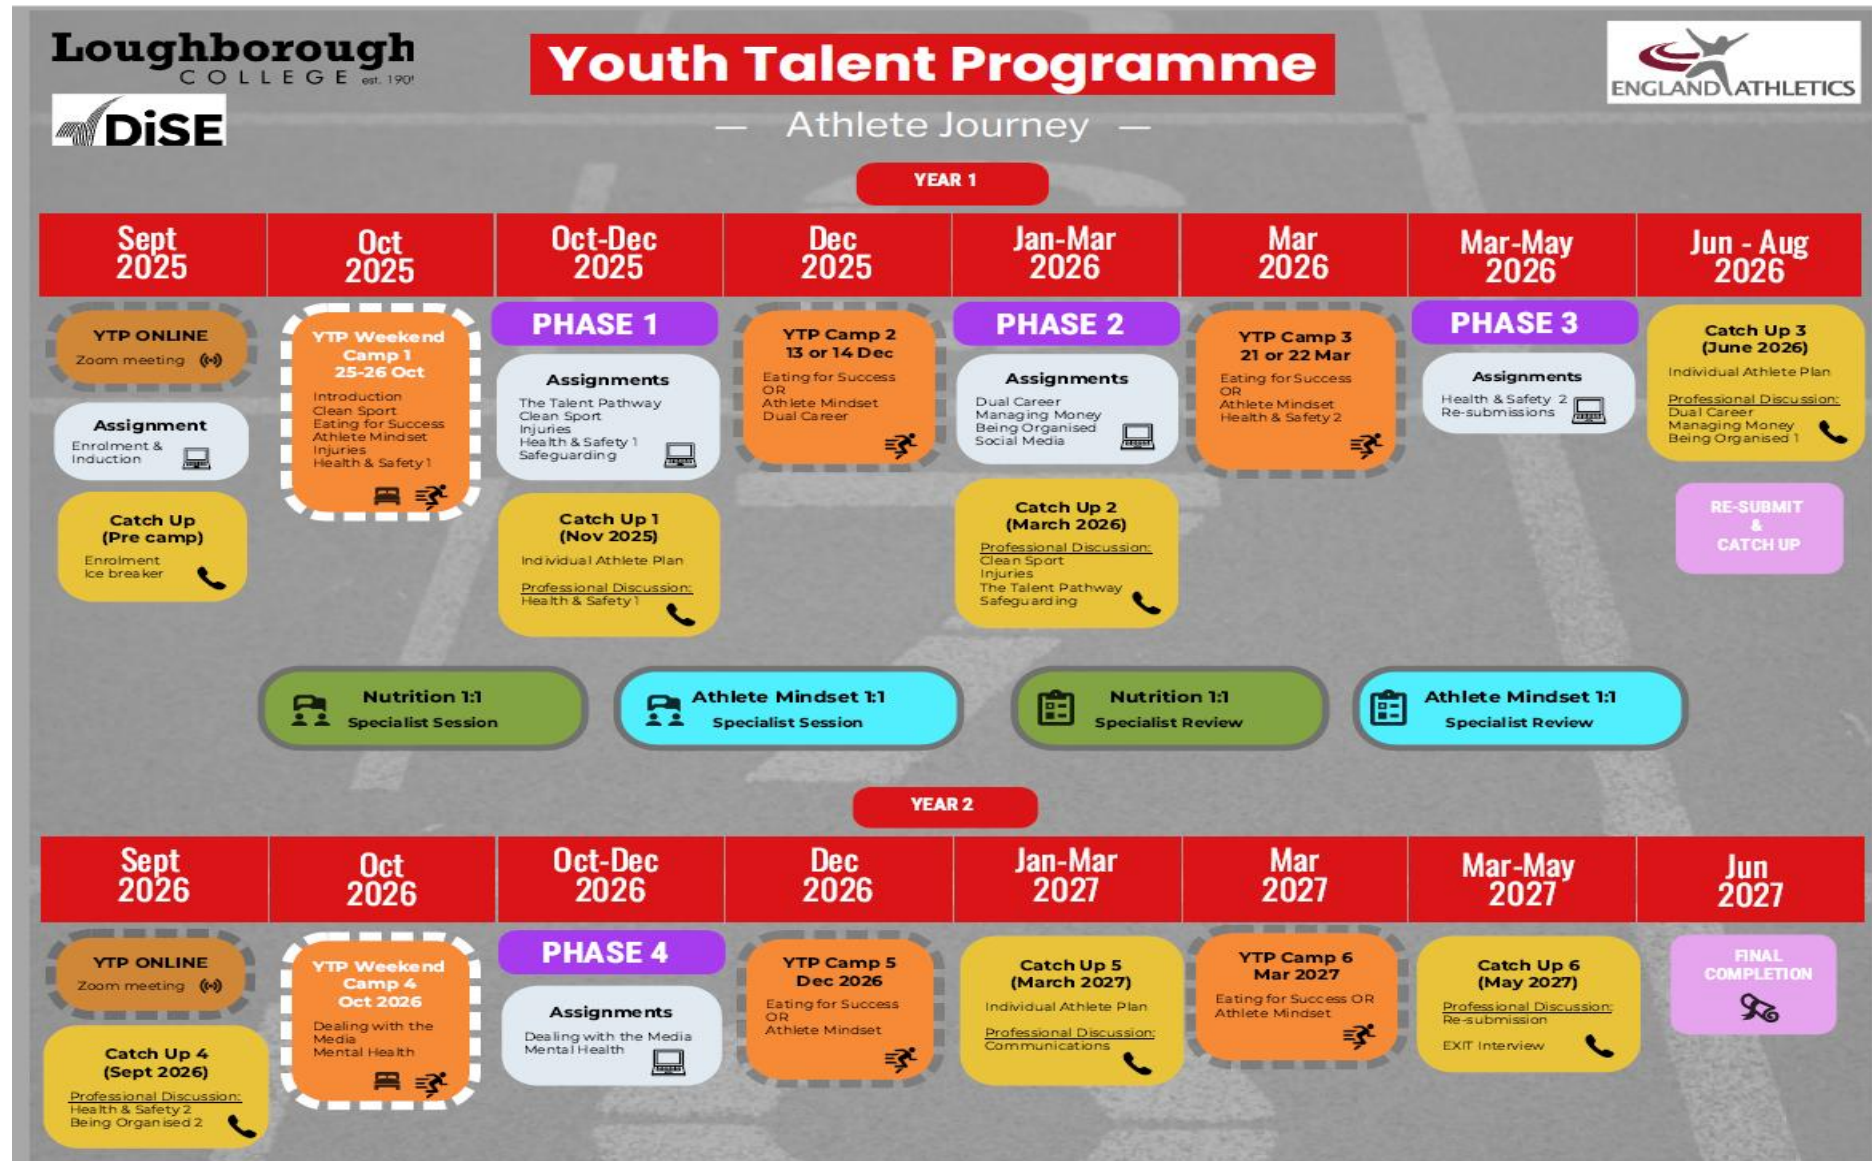 Loughborough
COLLEGE est. 190
DiSE
Youth Talent Programme
— Athlete Journey —
ENGLAND ATHLETICS
YEAR 1
Sept
2025
Oct
2025
Oct-Dec
2025
Dec
2025
Jan-Mar
2026
Mar
2026
Mar-May
2026
Jun - Aug
2026
YTP ONLINE
Zoom meeting
Assignment
Enrolment &
Induction
Catch Up
(Pre camp)
Enrolment
Ice breaker
YTP Weekend
Camp 1
25-26 Oct
Introduction
Clean Sport
Eating for Success
Athlete Mindset
Injuries
Health & Safety 1
PHASE 1
Assignments
The Talent Pathway
Clean Sport
Injuries
Health & Safety 1
Safeguarding
Catch Up 1
(Nov 2025)
Individual Athlete Plan
Professional Discussion:
Health & Safety 1
YTP Camp 2
13 or 14 Dec
Eating for Success
OR
Athlete Mindset
Dual Career
PHASE 2
Assignments
Dual Career
Managing Money
Being Organised
Social Media
Catch Up 2
(March 2026)
Professional Discussion:
Clean Sport
Injuries
The Talent Pathway
Safeguarding
YTP Camp 3
21 or 22 Mar
Eating for Success
OR
Athlete Mindset
Health & Safety 2
PHASE 3
Assignments
Health & Safety 2
Re-submissions
Catch Up 3
(June 2026)
Individual Athlete Plan
Professional Discussion:
Dual Career
Managing Money
Being Organised 1
RE-SUBMIT
&
CATCH UP
Nutrition 1:1
Specialist Session
Athlete Mindset 1:1
Specialist Session
Nutrition 1:1
Specialist Review
Athlete Mindset 1:1
Specialist Review
YEAR 2
Sept
2026
Oct
2026
Oct-Dec
2026
Dec
2026
Jan-Mar
2027
Mar
2027
Mar-May
2027
Jun
2027
YTP ONLINE
Zoom meeting
Catch Up 4
(Sept 2026)
Professional Discussion:
Health & Safety 2
Being Organised 2
YTP Weekend
Camp 4
Oct 2026
Dealing with the
Media
Mental Health
PHASE 4
Assignments
Dealing with the Media
Mental Health
YTP Camp 5
Dec 2026
Eating for Success
OR
Athlete Mindset
Catch Up 5
(March 2027)
Individual Athlete Plan
Professional Discussion:
Communications
YTP Camp 6
Mar 2027
Eating for Success OR
Athlete Mindset
Catch Up 6
(May 2027)
Professional Discussion:
Re-submission
EXIT Interview
FINAL
COMPLETION